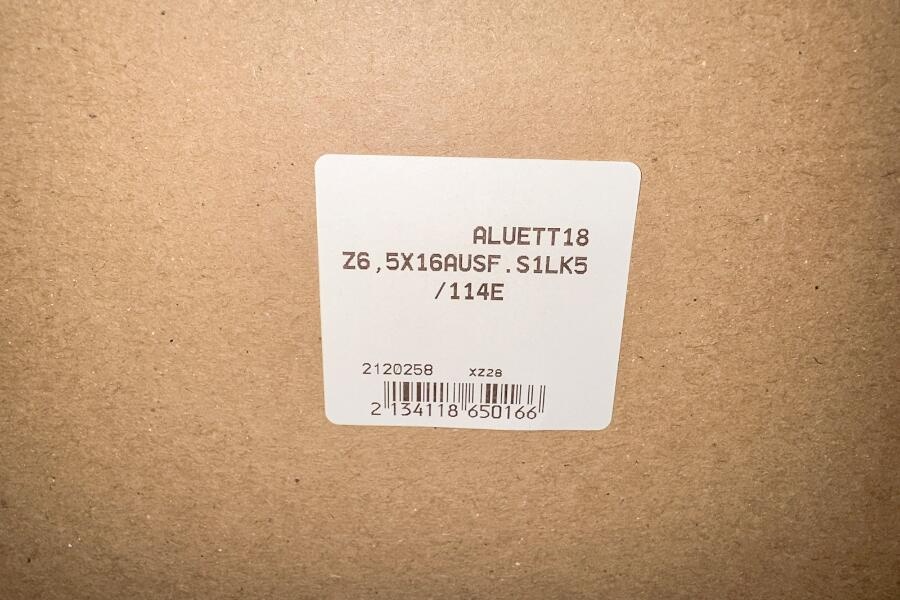 ALUETT18
Z6,5X16AUSF.S1LK5
/114E
2120258 XZ28
2 134118 650166